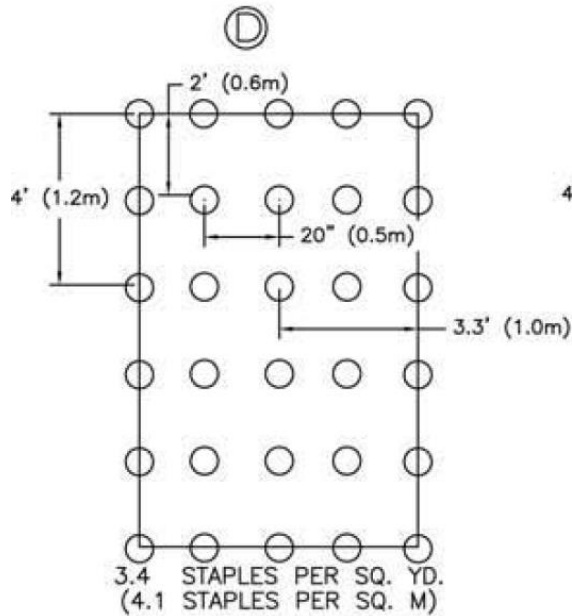 D
2' (0.6m)
4' (1.2m)
4
20" (0.5m)
3.3' (1.0m)
3.4 STAPLES PER SQ. YD.
(4.1 STAPLES PER SQ. M)